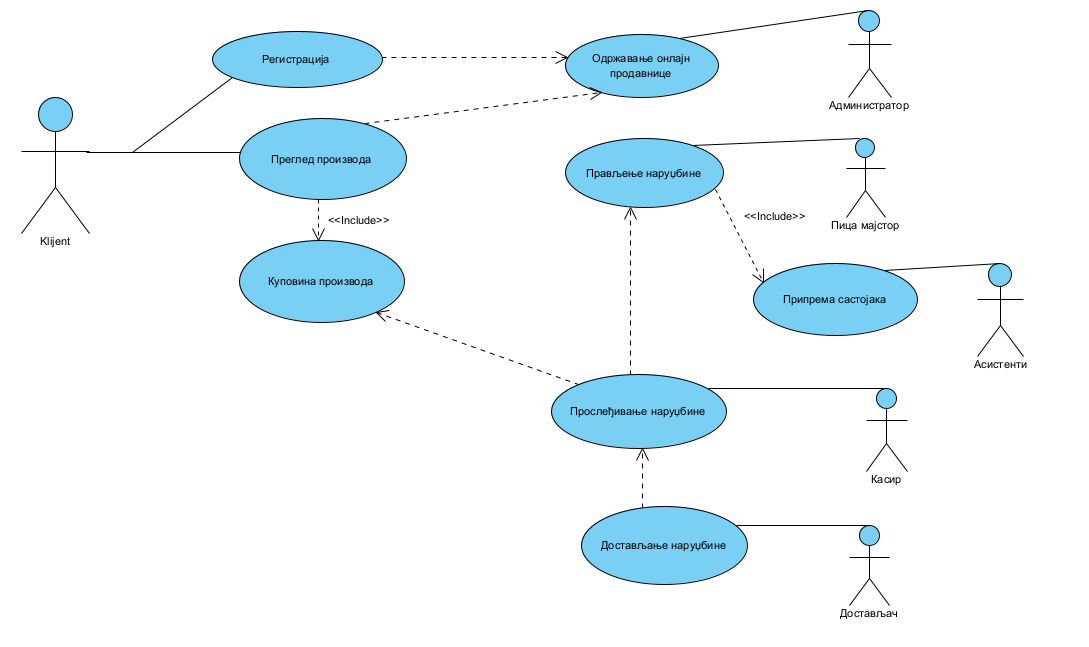 Регистрација
Одржавање онлајн
продавнице
Администратор
Klijent
Преглед производа
<<Include>>
Куповина производа
Прављење наруџбине
Пица мајстор
<<Include>>
Припрема састојака
Асистенти
Прослеђивање наруџбине
Касир
Достављање наруџбине
Достављач